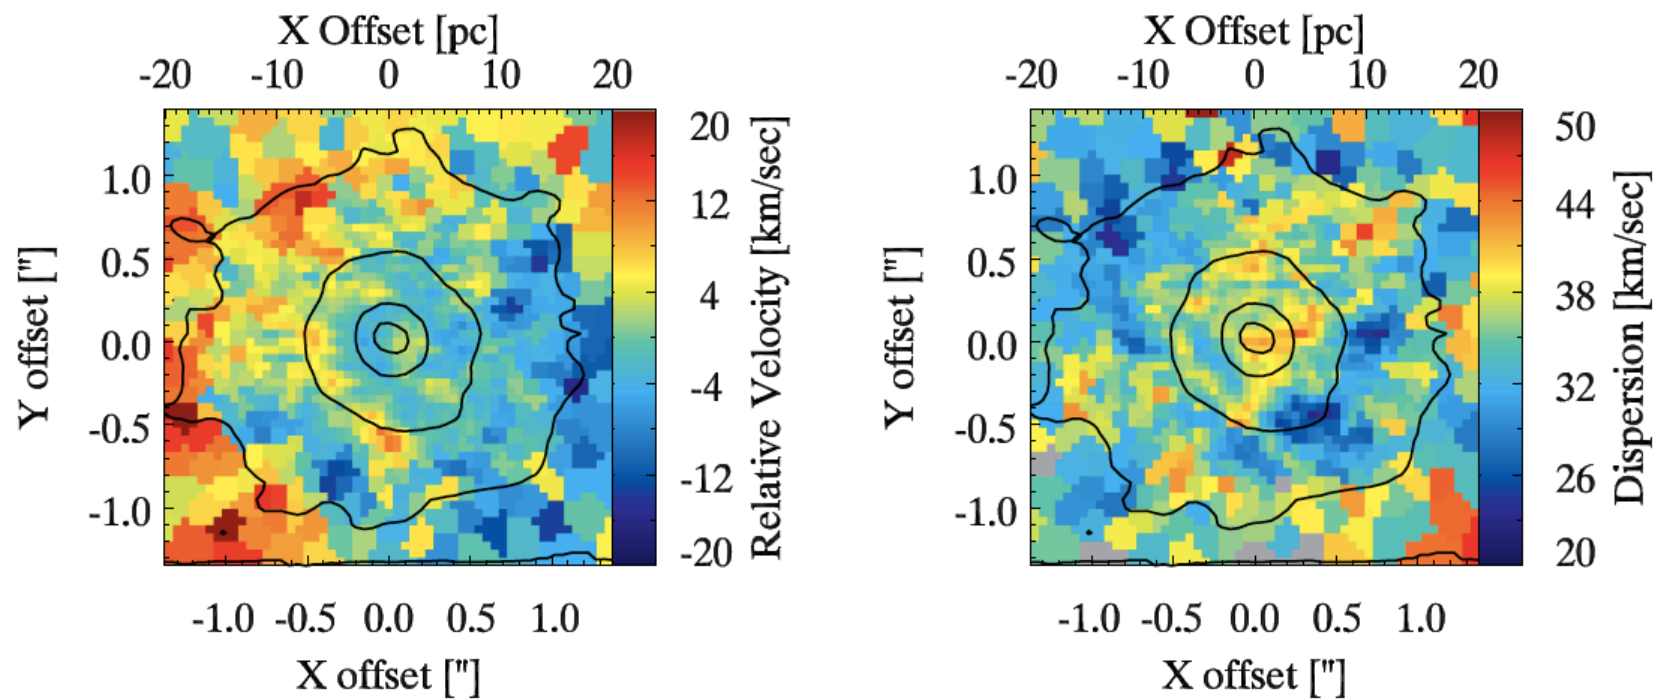 X Offset [pc]
-20 -10 0 10 20
1.0
0.5
0.0
-0.5
-1.0
Y offset ["]
20
12
4
-4
-12
-20
Relative Velocity [km/sec]
-1.0 -0.5 0.0 0.5 1.0
X offset ["]
X Offset [pc]
-20 -10 0 10 20
1.0
0.5
0.0
-0.5
-1.0
Y offset ["]
50
44
38
32
26
20
Dispersion [km/sec]
-1.0 -0.5 0.0 0.5 1.0
X offset ["]